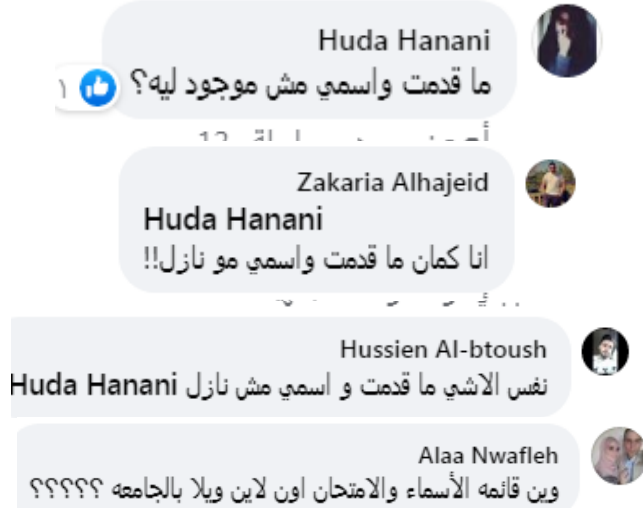 Huda Hanani
ما قدمت واسمي مش موجود ليه؟
١
Zakaria Alhajeid
Huda Hanani
انا كمان ما قدمت واسمي مو نازل!!
Hussien Al-btoush
نفس الاشي ما قدمت و اسمي مش نازل Huda Hanani
Alaa Nwafleh
وين قائمه الأسماء والامتحان اون لاين ويلا بالجامعه ؟؟؟؟؟